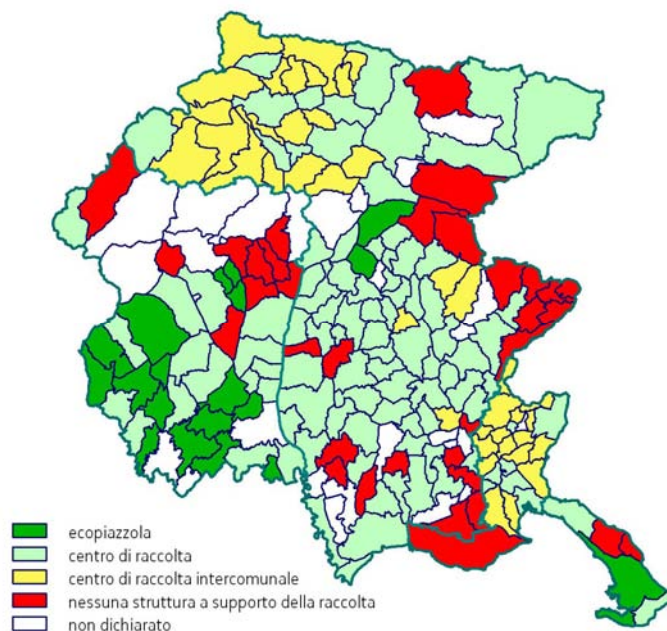 ecopiazzola
centro di raccolta
centro di raccolta intercomunale
nessuna struttura a supporto della raccolta
non dichiarato